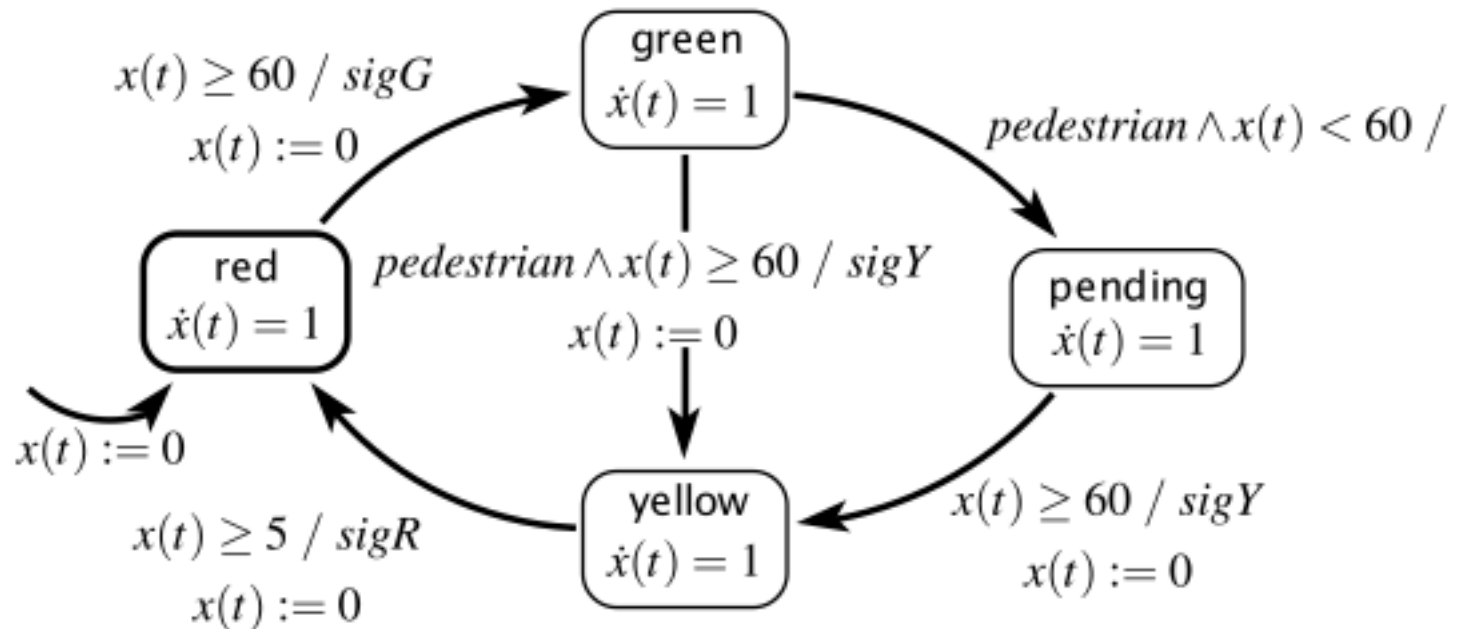 green
ẋ(t) = 1
x(t) ≥ 60 / sigG
x(t) := 0
pedestrian ∧ x(t) < 60 /
red
ẋ(t) = 1
pedestrian ∧ x(t) ≥ 60 / sigY
x(t) := 0
pending
ẋ(t) = 1
x(t) := 0
yellow
ẋ(t) = 1
x(t) ≥ 5 / sigR
x(t) := 0
x(t) ≥ 60 / sigY
x(t) := 0